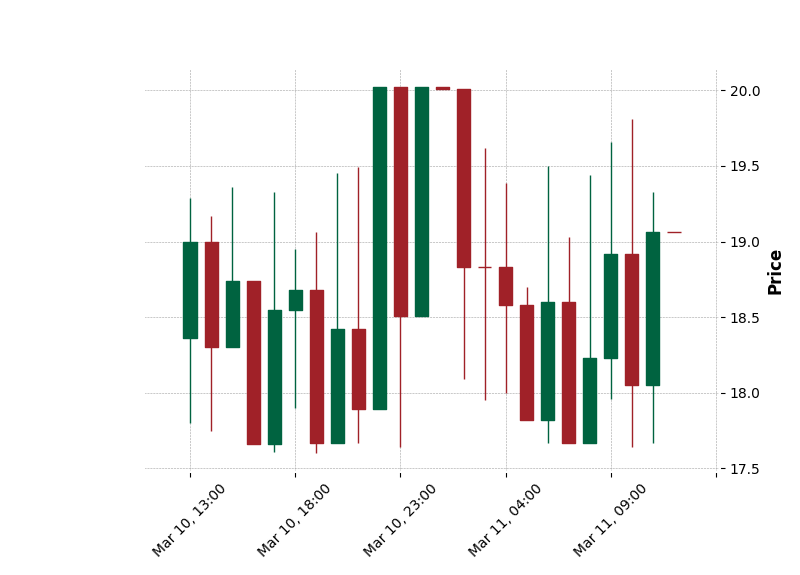 20.0
19.5
19.0
18.5
18.0
17.5
Price
Mar 10, 13:00
Mar 10, 18:00
Mar 10, 23:00
Mar 11, 04:00
Mar 11, 09:00